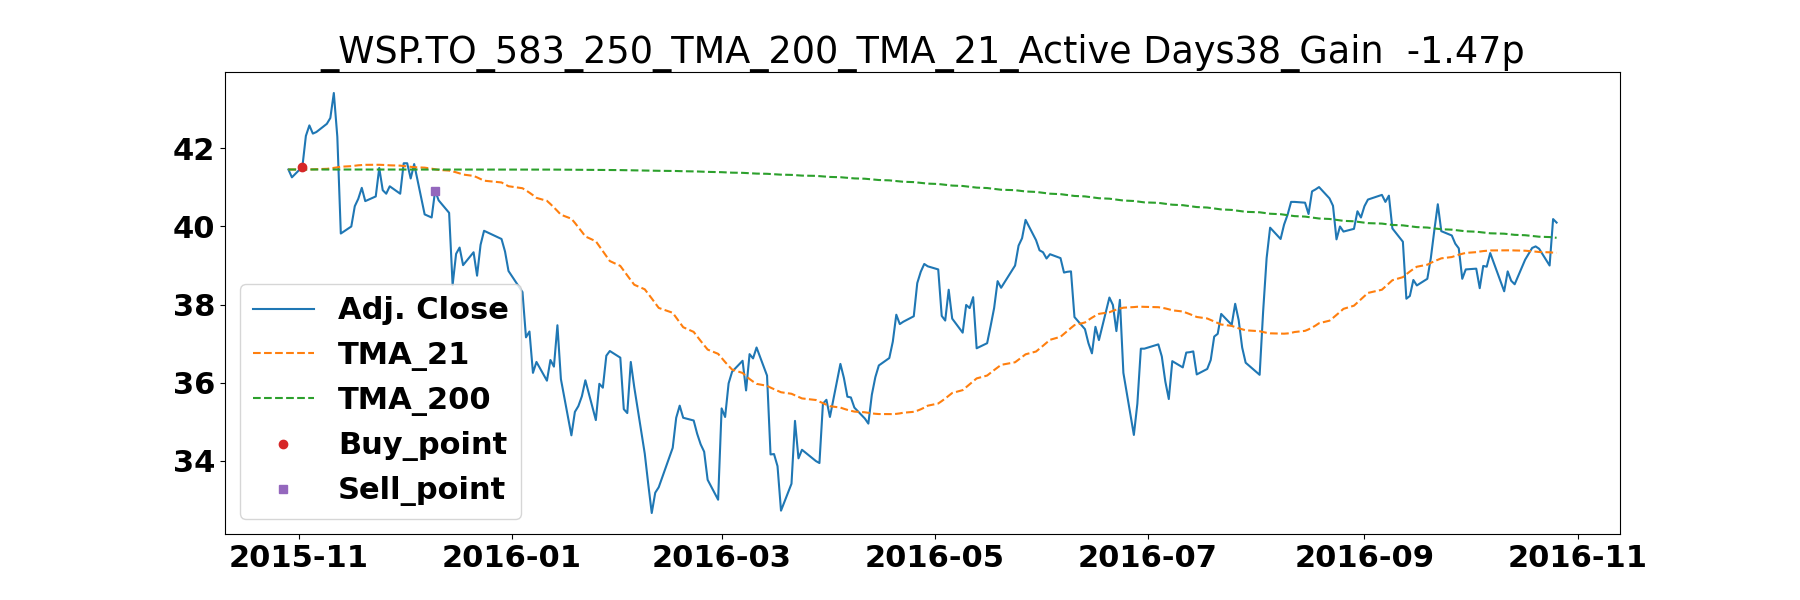 _WSP.TO_583_250_TMA_200_TMA_21_Active Days38_Gain  -1.47p
42
40
38
36
34
Adj. Close
TMA_21
TMA_200
Buy_point
Sell_point
2015-11 2016-01 2016-03 2016-05 2016-07 2016-09 2016-11